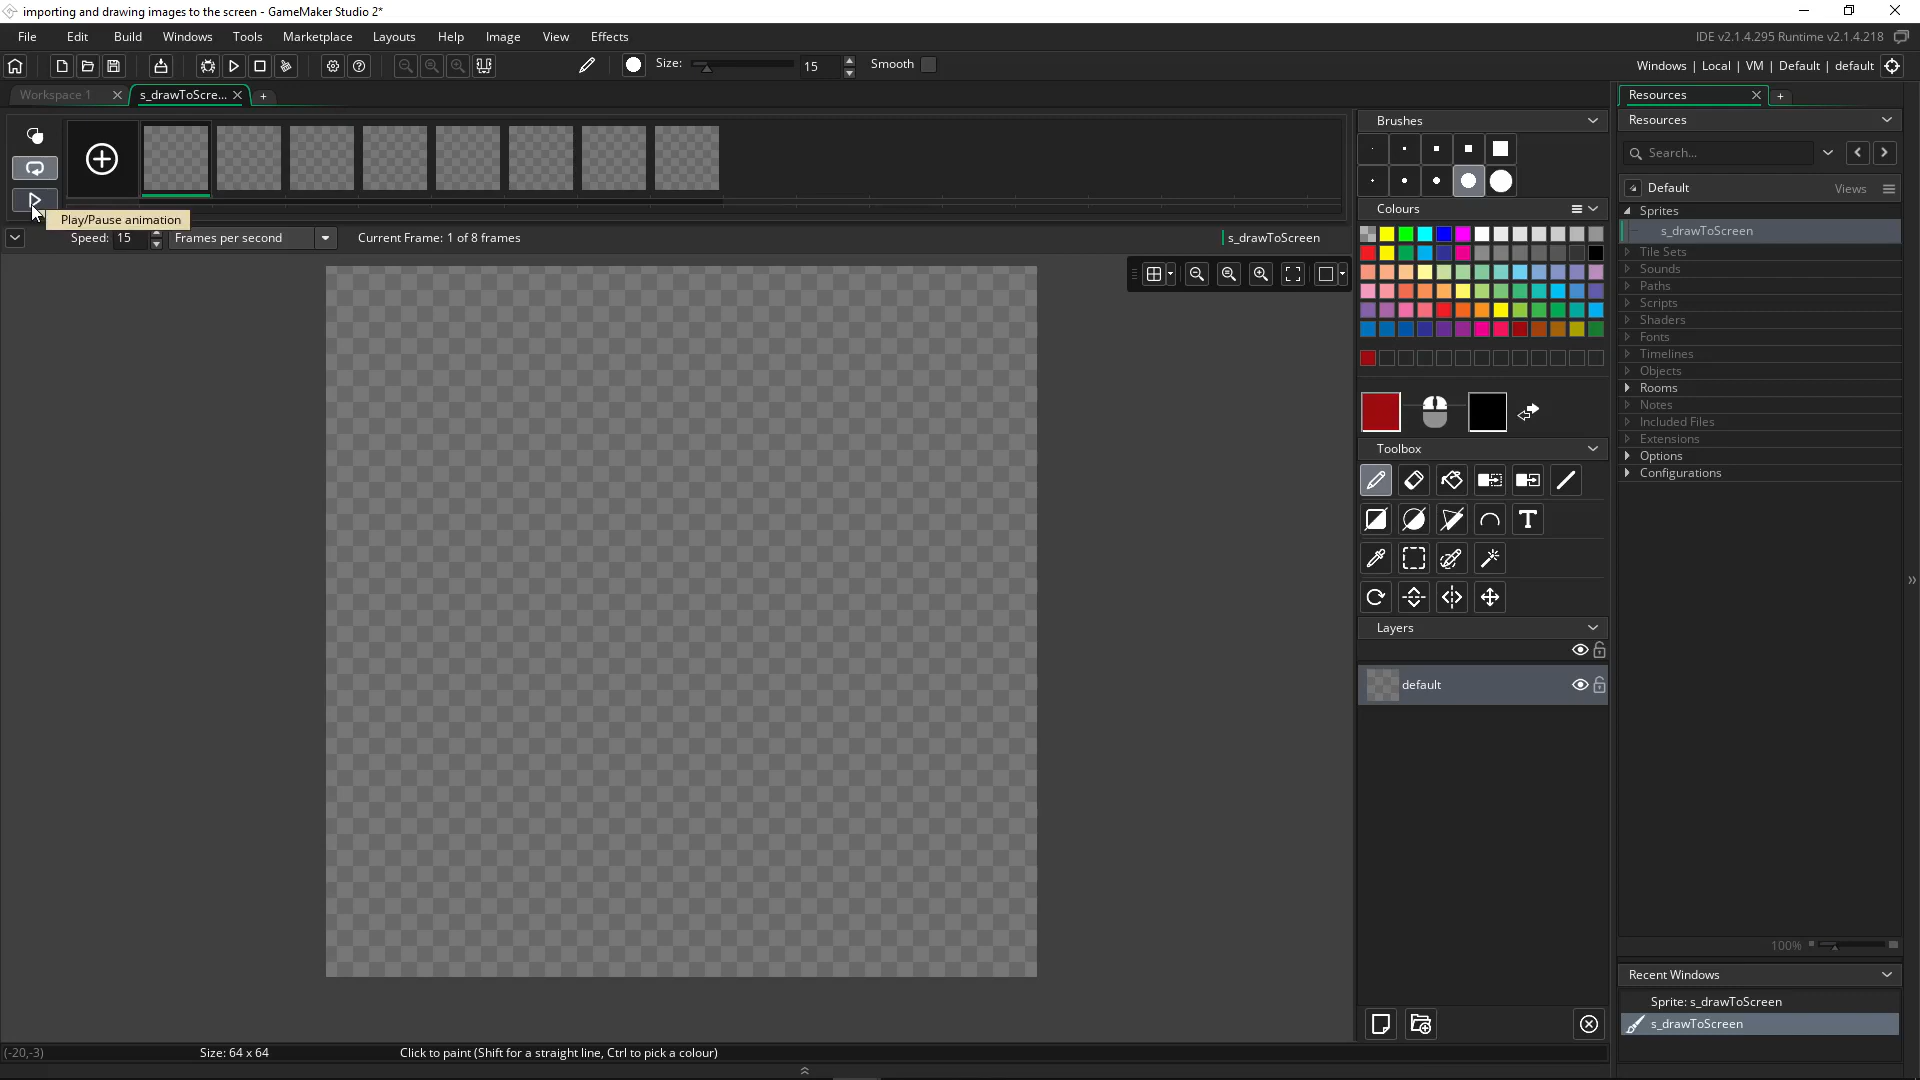 importing and drawing images to the screen - GameMaker Studio 2*
File Edit Build Windows Tools Marketplace Layouts Help Image View Effects
IDE v2.1.4.295 Runtime v2.1.4.218
Size: 15 Smooth
Windows | Local | VM | Default | default
Workspace 1
s_drawToScre...
Resources
Brushes
Resources
Search...
Default Views
Colours
Sprites
s_drawToScreen
Play/Pause animation
Speed: 15 Frames per second Current Frame: 1 of 8 frames s_drawToScreen
Tile Sets
Sounds
Paths
Scripts
Shaders
Fonts
Timelines
Objects
Rooms
Notes
Included Files
Extensions
Options
Configurations
Toolbox
T
Layers
default
100%
Recent Windows
Sprite: s_drawToScreen
s_drawToScreen
(-20,-3) Size: 64 x 64 Click to paint (Shift for a straight line, Ctrl to pick a colour)